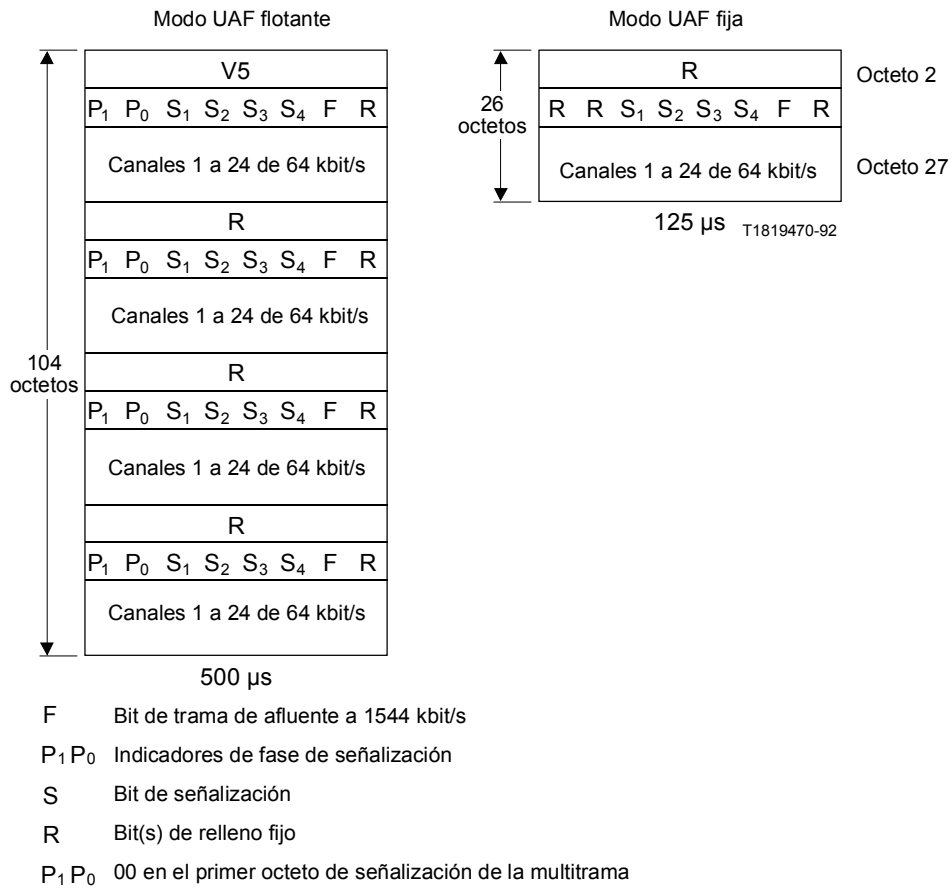 Modo UAF flotante
V5
P1 P0 S1 S2 S3 S4 F R
Canales 1 a 24 de 64 kbit/s
R
P1 P0 S1 S2 S3 S4 F R
Canales 1 a 24 de 64 kbit/s
R
P1 P0 S1 S2 S3 S4 F R
Canales 1 a 24 de 64 kbit/s
R
P1 P0 S1 S2 S3 S4 F R
Canales 1 a 24 de 64 kbit/s
104
octetos
500 µs
Modo UAF fija
R
Octeto 2
26
octetos
R R S1 S2 S3 S4 F R
Canales 1 a 24 de 64 kbit/s
Octeto 27
125 µs
T1819470-92
F Bit de trama de afluente a 1544 kbit/s
P1 P0 Indicadores de fase de señalización
S Bit de señalización
R Bit(s) de relleno fijo
P1 P0 00 en el primer octeto de señalización de la multitrama